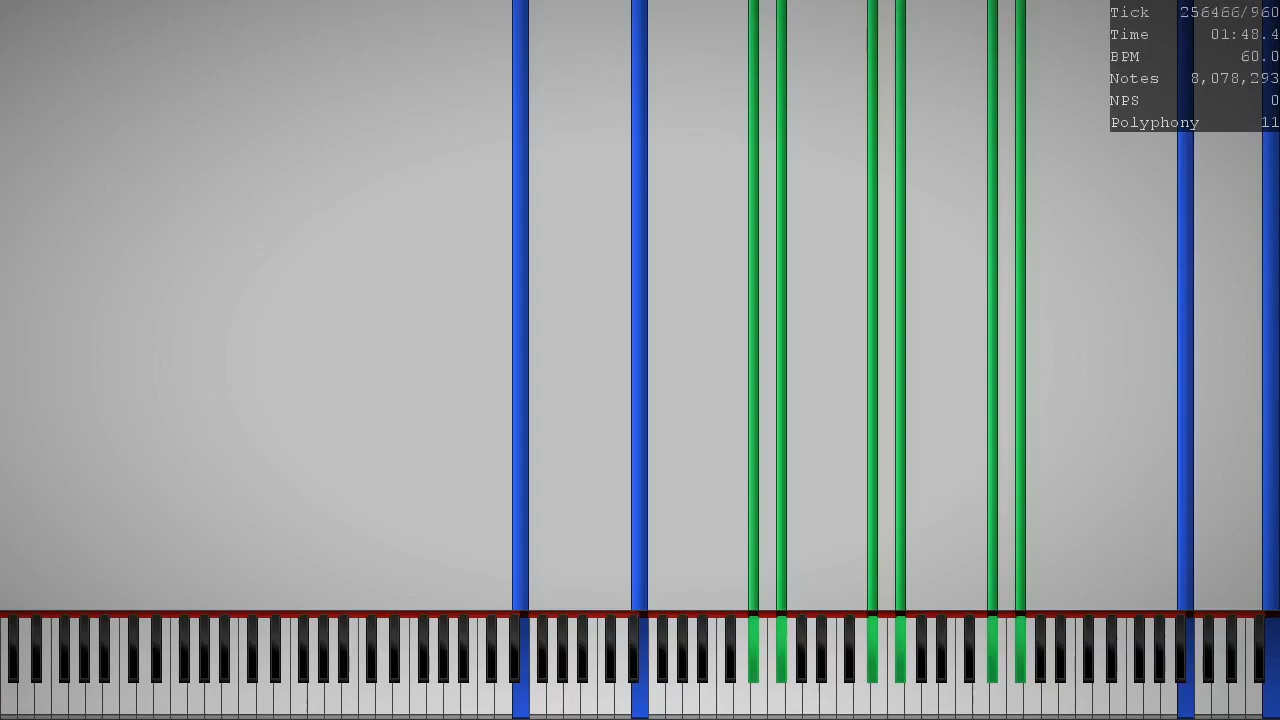 Tick 256466/960
Time 01:48.4
BPM 60.0
Notes 8,078,293
NPS 0
Polyphony 11